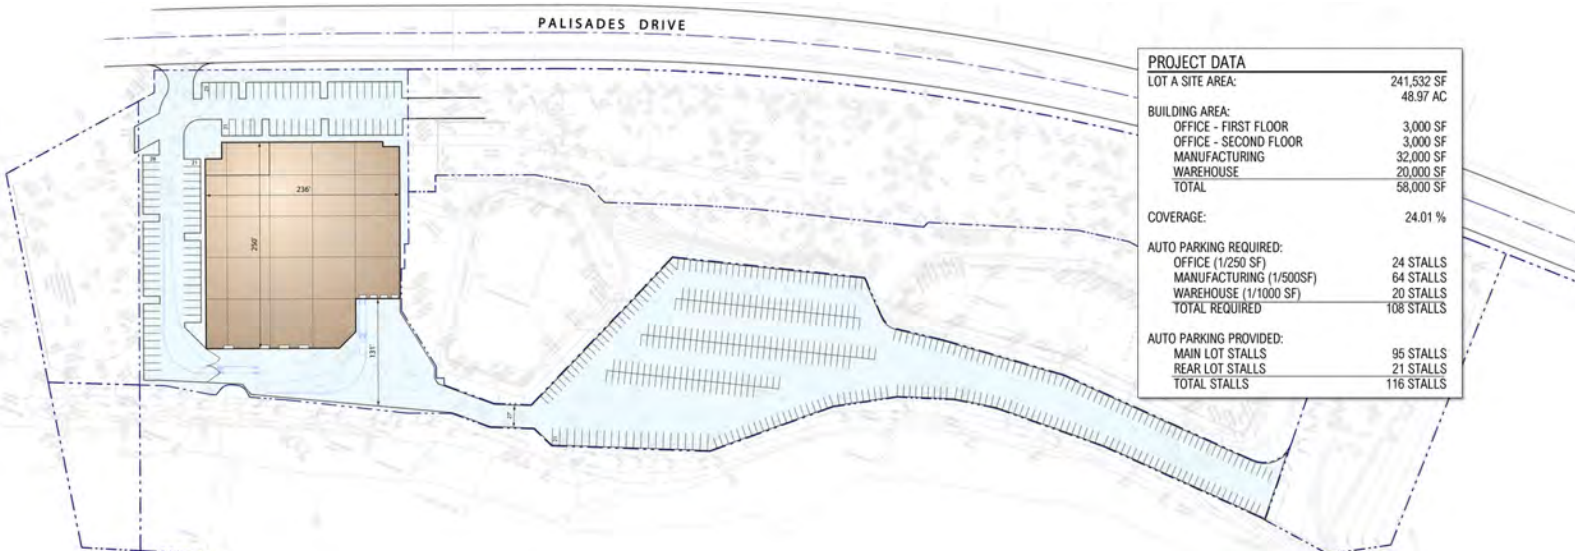 PALISADES DRIVE
PROJECT DATA
LOT A SITE AREA: 241,532 SF
48.97 AC
BUILDING AREA:
OFFICE - FIRST FLOOR 3,000 SF
OFFICE - SECOND FLOOR 3,000 SF
MANUFACTURING 32,000 SF
WAREHOUSE 20,000 SF
TOTAL 58,000 SF
COVERAGE: 24.01 %
AUTO PARKING REQUIRED:
OFFICE (1/250 SF) 24 STALLS
MANUFACTURING (1/500SF) 64 STALLS
WAREHOUSE (1/1000 SF) 20 STALLS
TOTAL REQUIRED 108 STALLS
AUTO PARKING PROVIDED:
MAIN LOT STALLS 95 STALLS
REAR LOT STALLS 21 STALLS
TOTAL STALLS 116 STALLS
236'
250'
131'